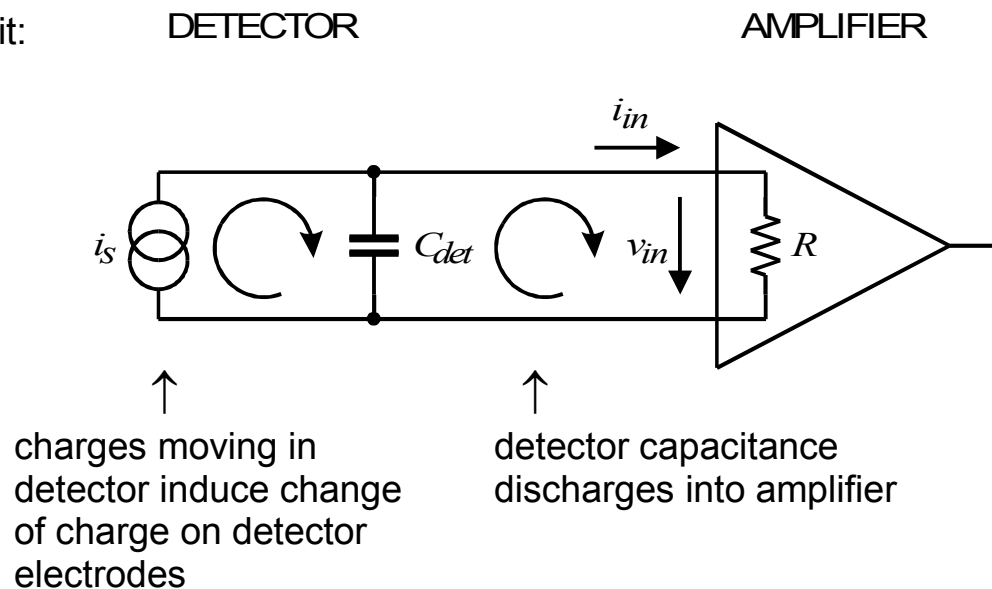 it:
DETECTOR
AMPLIFIER
i_in
i_S
C_det
v_in
R
↑
↑
charges moving in
detector induce change
of charge on detector
electrodes
detector capacitance
discharges into amplifier